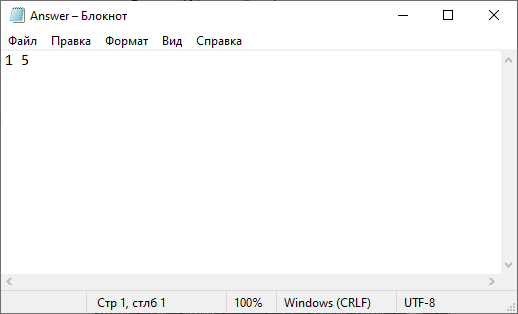 Answer – Блокнот
Файл Правка Формат Вид Справка
1 5
Стр 1, стлб 1 100% Windows (CRLF) UTF-8